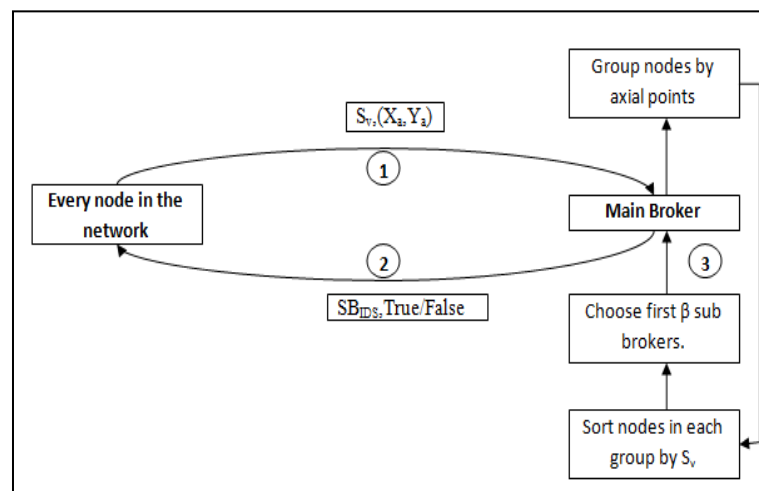 Group nodes by
axial points
Sv,(Xa,Ya)
1
Every node in the
network
Main Broker
2
3
SBIDS,True/False
Choose first β sub
brokers.
Sort nodes in each
group by Sv